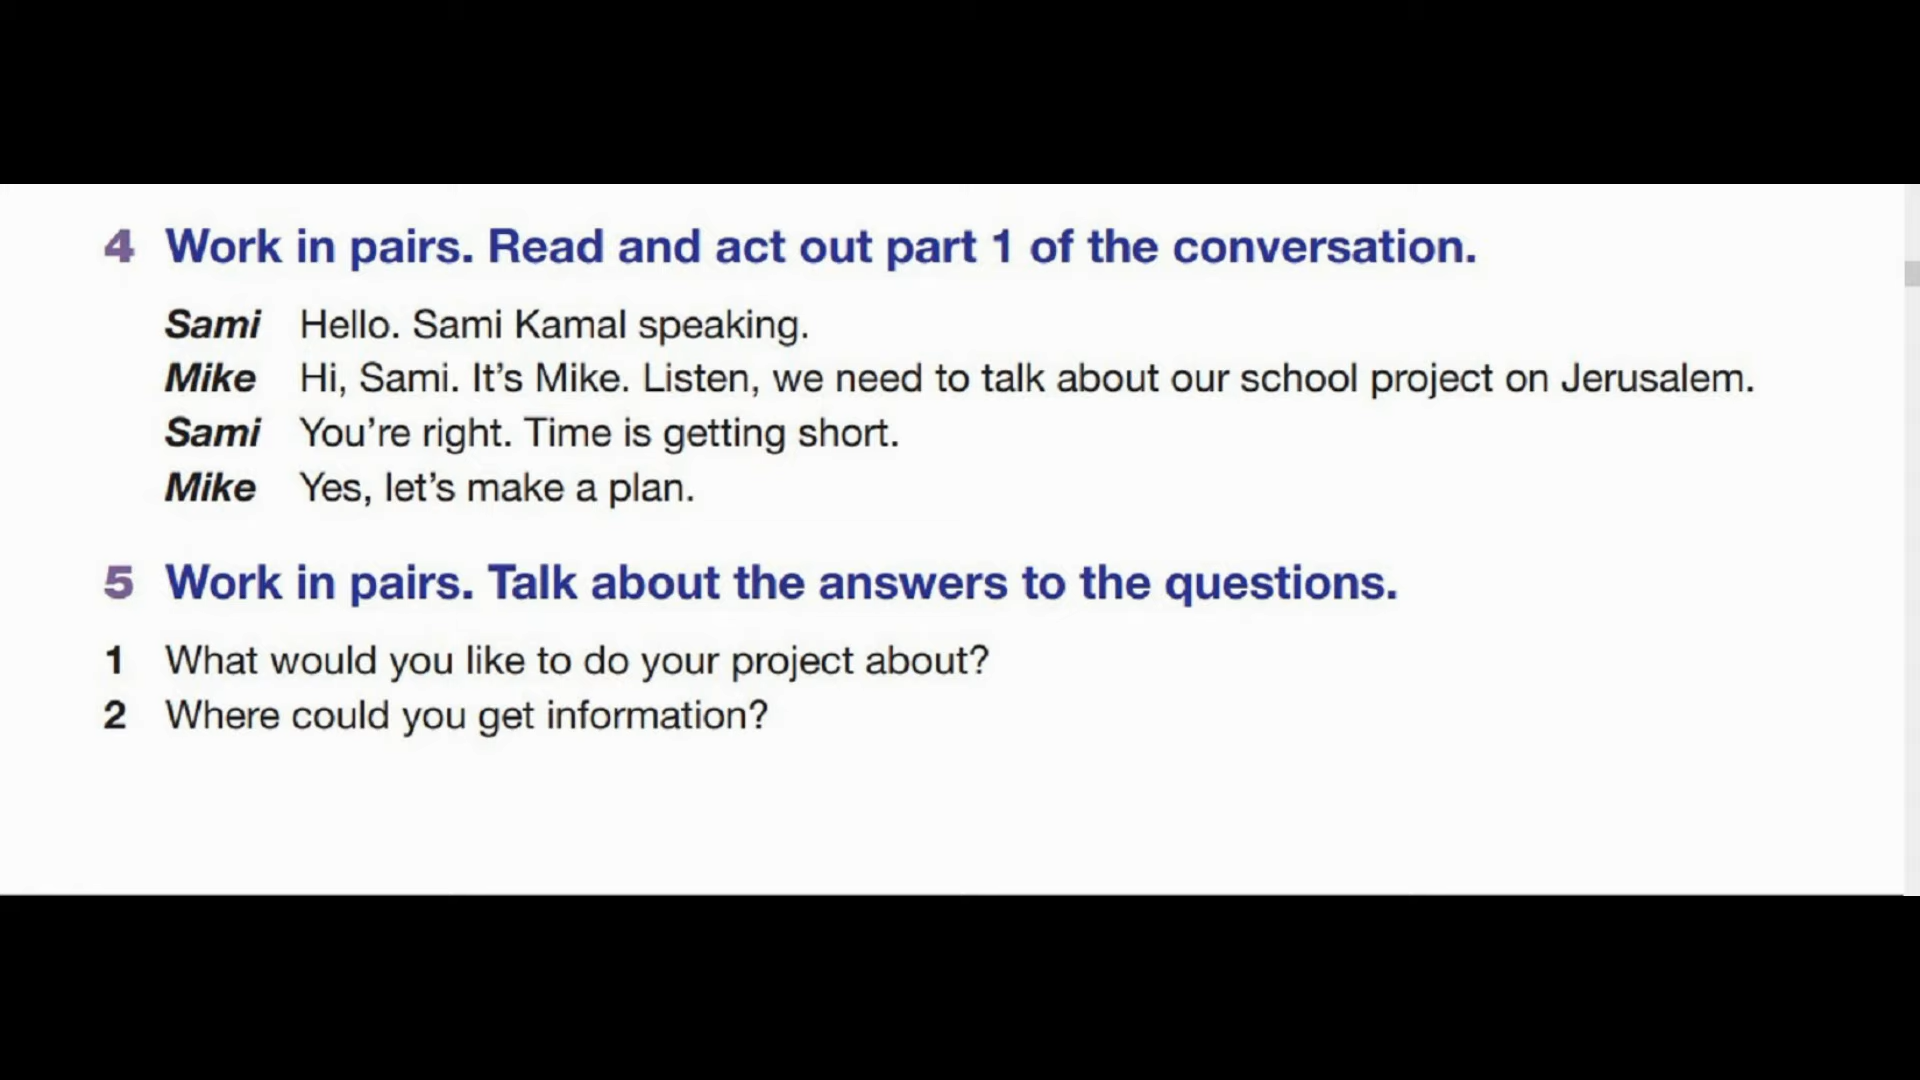 4 Work in pairs. Read and act out part 1 of the conversation.
Sami Hello. Sami Kamal speaking.
Mike Hi, Sami. It’s Mike. Listen, we need to talk about our school project on Jerusalem.
Sami You’re right. Time is getting short.
Mike Yes, let’s make a plan.
5 Work in pairs. Talk about the answers to the questions.
1 What would you like to do your project about?
2 Where could you get information?